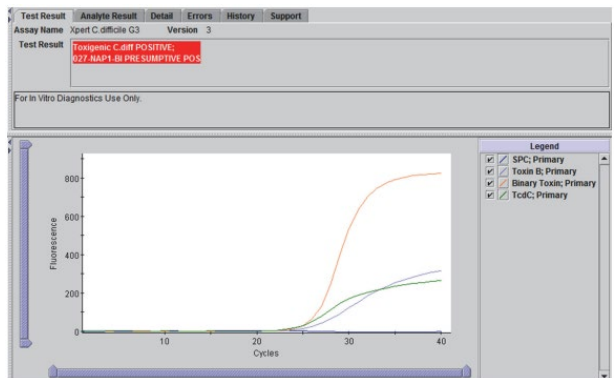 Test Result Analyte Result Detail Errors History Support
Assay Name Xpert C.difficile G3 Version 3
Test Result Toxigenic C.diff POSITIVE;
027-NAP1-BI PRESUMPTIVE POS
For In Vitro Diagnostics Use Only.
Legend
SPC; Primary
Toxin B; Primary
Binary Toxin; Primary
TcdC; Primary
Fluorescence
800
600
400
200
0
10 20 30 40
Cycles